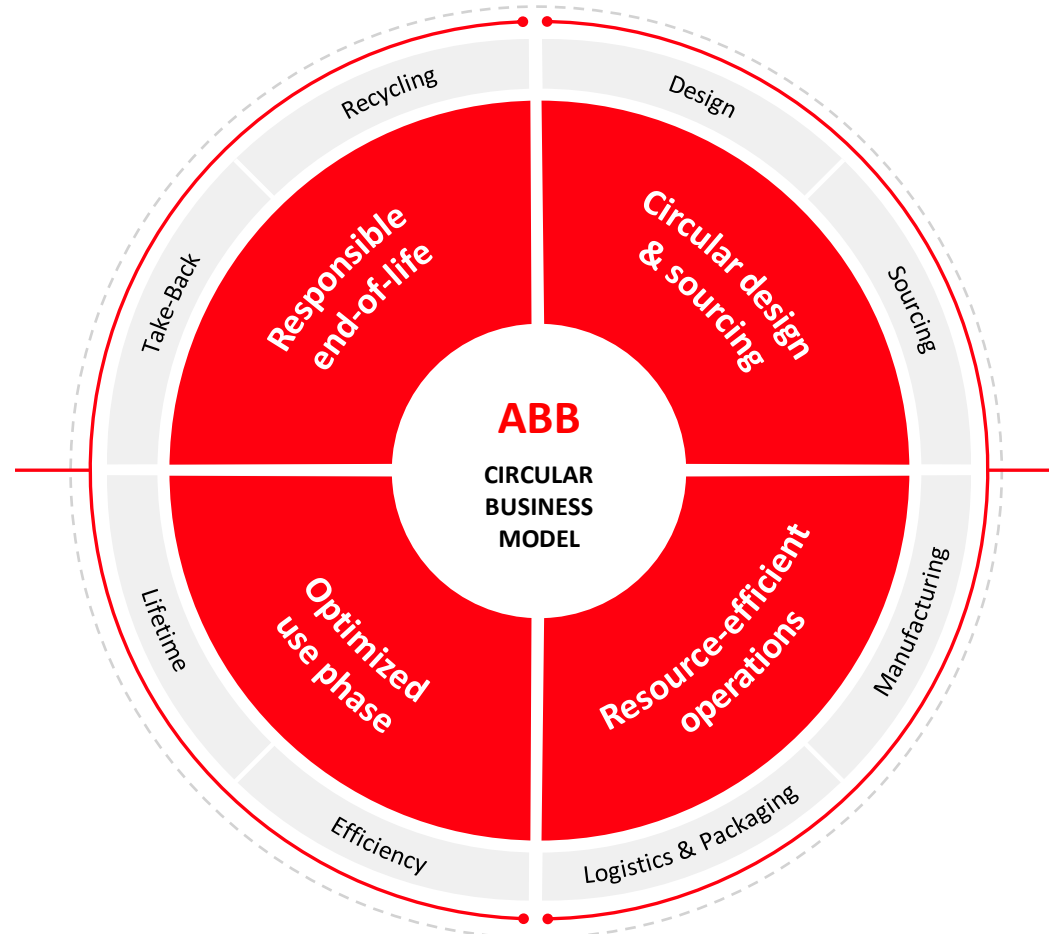 Recycling
Design
Take-Back
Sourcing
Responsible
end-of-life
Circular design
& sourcing
ABB
CIRCULAR
BUSINESS
MODEL
Optimized
use phase
Resource-efficient
operations
Lifetime
Manufacturing
Efficiency
Logistics & Packaging